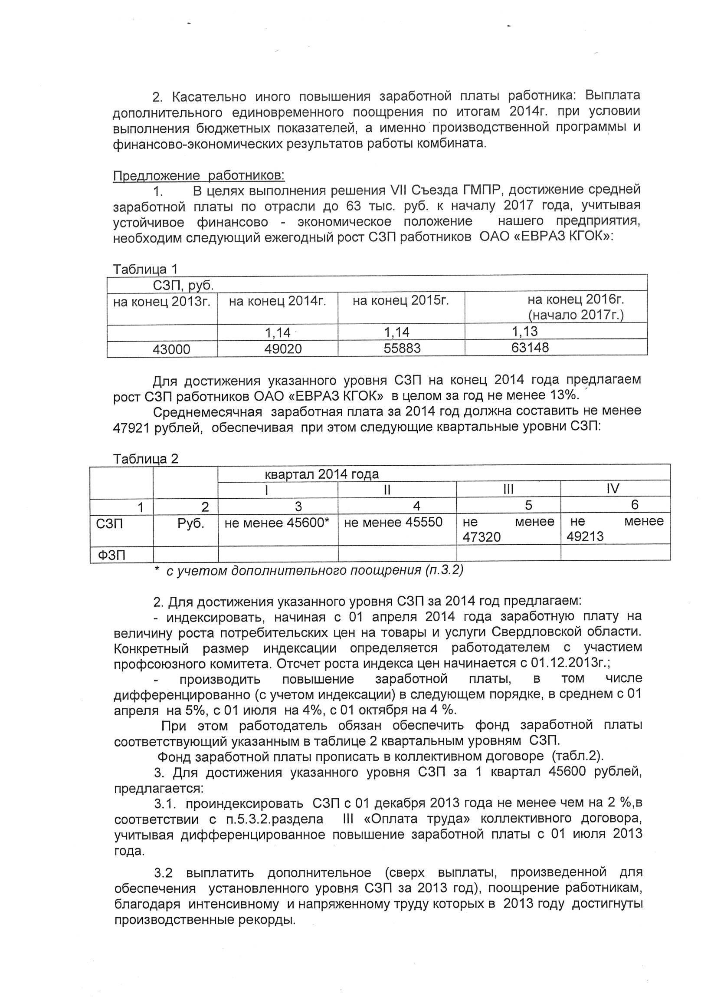 2. Касательно иного повышения заработной платы работника: Выплата
дополнительного единовременного поощрения по итогам 2014г. при условии
выполнения бюджетных показателей, а именно производственной программы и
финансово-экономических результатов работы комбината.
Предложение работников:
1. В целях выполнения решения VII Съезда ГМПР, достижение средней
заработной платы по отрасли до 63 тыс. руб. к началу 2017 года, учитывая
устойчивое финансово - экономическое положение нашего предприятия,
необходим следующий ежегодный рост СЗП работников ОАО «ЕВРАЗ КГОК»:
Таблица 1
СЗП, руб.
на конец 2013г. на конец 2014г. на конец 2015г. на конец 2016г.
(начало 2017г.)
1,14 1,14 1,13
43000 49020 55883 63148
Для достижения указанного уровня СЗП на конец 2014 года предлагаем
рост СЗП работников ОАО «ЕВРАЗ КГОК» в целом за год не менее 13%.
Среднемесячная заработная плата за 2014 год должна составить не менее
47921 рублей, обеспечивая при этом следующие квартальные уровни СЗП:
Таблица 2
квартал 2014 года
I II III IV
1 2 3 4 5 6
СЗП Руб. не менее 45600* не менее 45550 не менее не менее
47320 49213
ФЗП
* с учетом дополнительного поощрения (п.3.2)
2. Для достижения указанного уровня СЗП за 2014 год предлагаем:
- индексировать, начиная с 01 апреля 2014 года заработную плату на
величину роста потребительских цен на товары и услуги Свердловской области.
Конкретный размер индексации определяется работодателем с участием
профсоюзного комитета. Отсчет роста индекса цен начинается с 01.12.2013г.;
- производить повышение заработной платы, в том числе
дифференцированно (с учетом индексации) в следующем порядке, в среднем с 01
апреля на 5%, с 01 июля на 4%, с 01 октября на 4 %.
При этом работодатель обязан обеспечить фонд заработной платы
соответствующий указанным в таблице 2 квартальным уровням СЗП.
Фонд заработной платы прописать в коллективном договоре (табл.2).
3. Для достижения указанного уровня СЗП за 1 квартал 45600 рублей,
предлагается:
3.1. проиндексировать СЗП с 01 декабря 2013 года не менее чем на 2 %,в
соответствии с п.5.3.2.раздела III «Оплата труда» коллективного договора,
учитывая дифференцированное повышение заработной платы с 01 июля 2013
года.
3.2 выплатить дополнительное (сверх выплаты, произведенной для
обеспечения установленного уровня СЗП за 2013 год), поощрение работникам,
благодаря интенсивному и напряженному труду которых в 2013 году достигнуты
производственные рекорды.